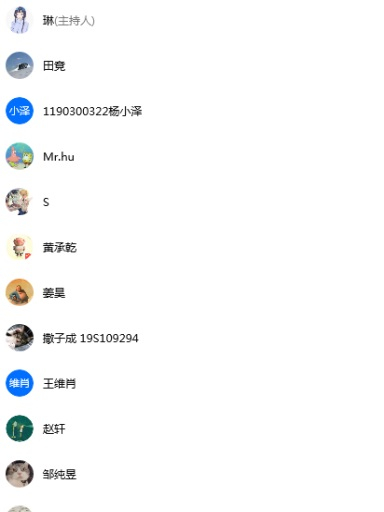 琳(主持人)
田竟
小泽 1190300322杨小泽
Mr.hu
S
黄承乾
姜昊
撒子成 19S109294
维肖 王维肖
赵轩
邹纯昱